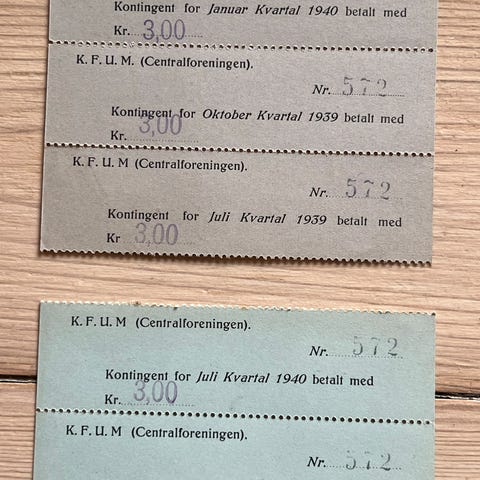 Kontingent for Januar Kvartal 1940 betalt med
Kr. 3,00
K. F. U. M. (Centralforeningen).
Nr. 572
Kontingent for Oktober Kvartal 1939 betalt med
Kr. 3,00
K. F. U. M (Centralforeningen).
Nr. 572
Kontingent for Juli Kvartal 1939 betalt med
Kr 3,00
K. F. U. M (Centralforeningen).
Nr. 572
Kontingent for Juli Kvartal 1940 betalt med
Kr. 3,00
K. F. U. M (Centralforeningen).
Nr. 572